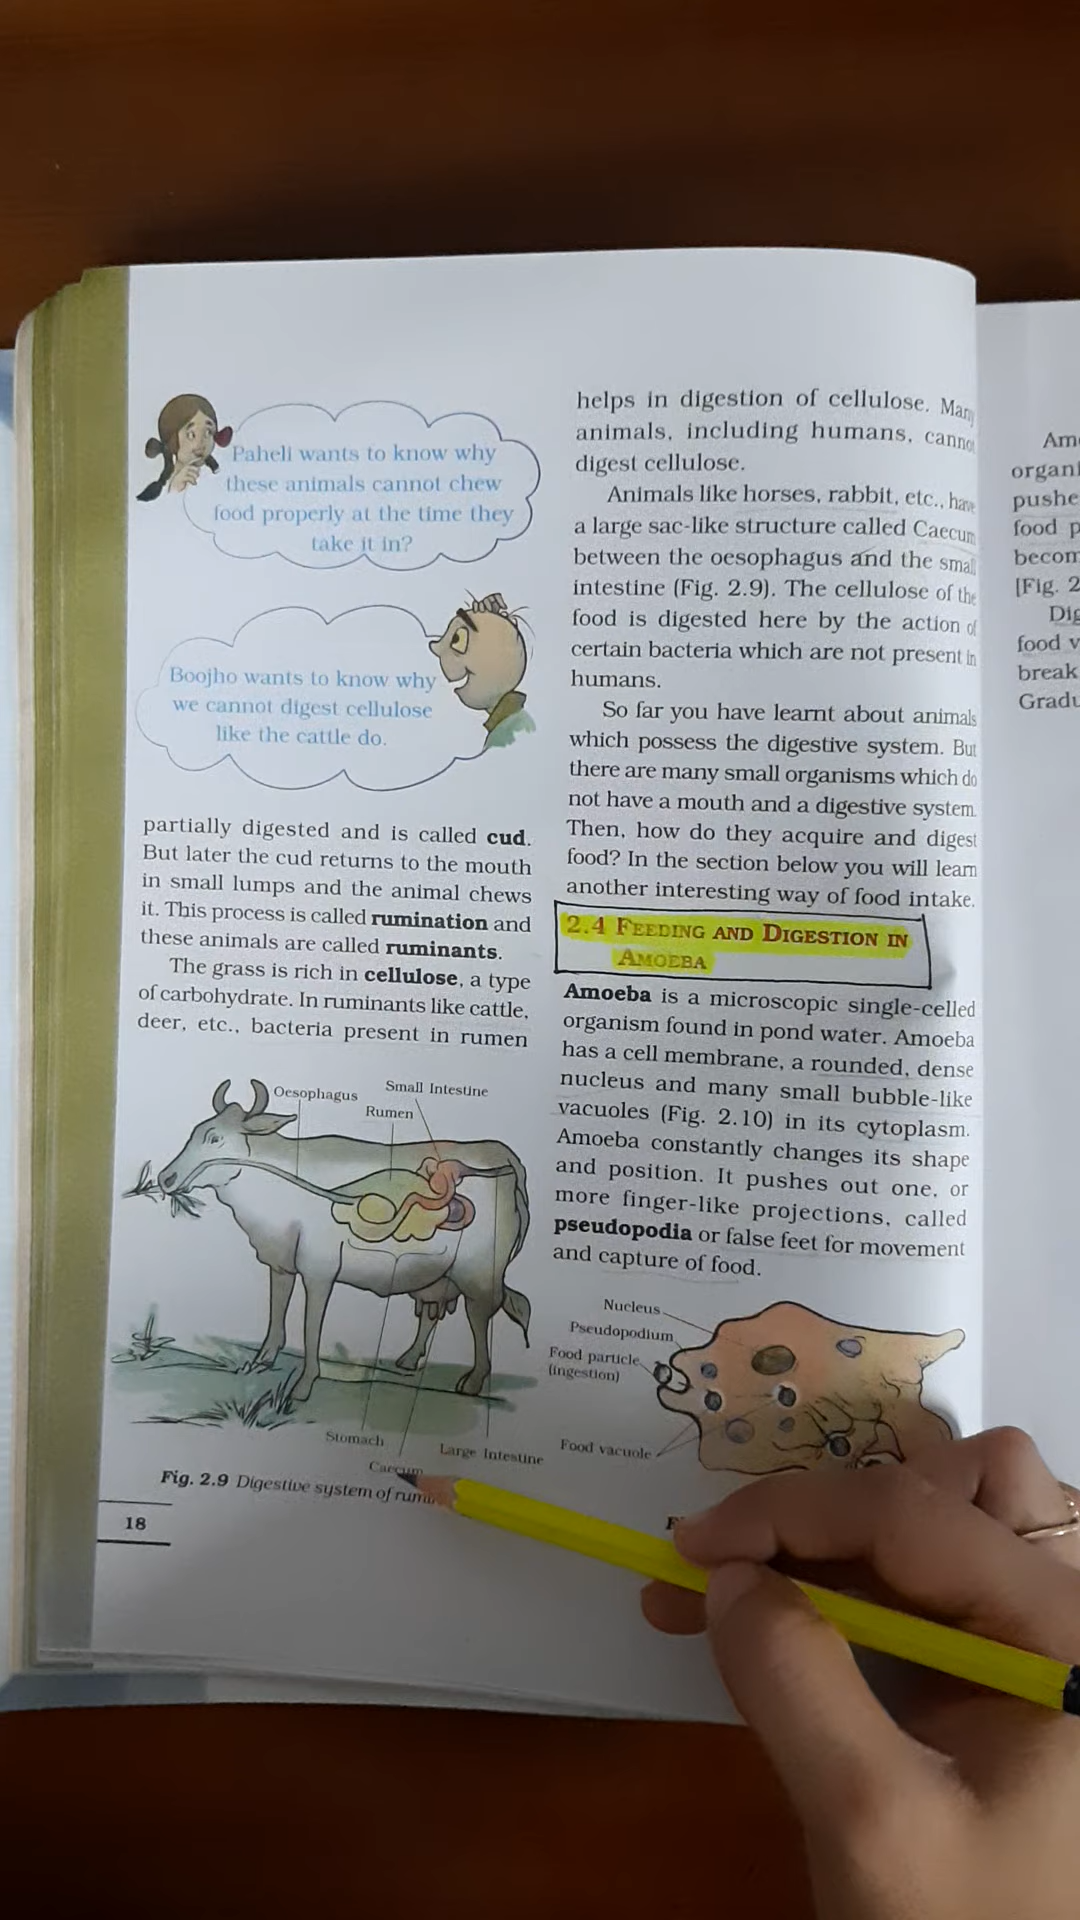 Paheli wants to know why
these animals cannot chew
food properly at the time they
take it in?
Boojho wants to know why
we cannot digest cellulose
like the cattle do.
partially digested and is called cud.
But later the cud returns to the mouth
in small lumps and the animal chews
it. This process is called rumination and
these animals are called ruminants.
The grass is rich in cellulose, a type
of carbohydrate. In ruminants like cattle,
deer, etc., bacteria present in rumen
Oesophagus
Small Intestine
Rumen
Stomach
Large Intestine
Caecum
Fig. 2.9 Digestive system of
18
helps in digestion of cellulose. Many
animals, including humans, cannot
digest cellulose.
Animals like horses, rabbit, etc., have
a large sac-like structure called Caecum
between the oesophagus and the small
intestine (Fig. 2.9). The cellulose of the
food is digested here by the action of
certain bacteria which are not present in
humans.
So far you have learnt about animals
which possess the digestive system. But
there are many small organisms which do
not have a mouth and a digestive system.
Then, how do they acquire and digest
food? In the section below you will learn
another interesting way of food intake.
2.4 FEEDING AND DIGESTION IN
AMOEBA
Amoeba is a microscopic single-celled
organism found in pond water. Amoeba
has a cell membrane, a rounded, dense
nucleus and many small bubble-like
vacuoles (Fig. 2.10) in its cytoplasm.
Amoeba constantly changes its shape
and position. It pushes out one, or
more finger-like projections, called
pseudopodia or false feet for movement
and capture of food.
Nucleus
Pseudopodium
Food particle
(ingestion)
Food vacuole
Am
organi
pushe
food p
becom
[Fig. 2
Dig
food v
break
Gradu